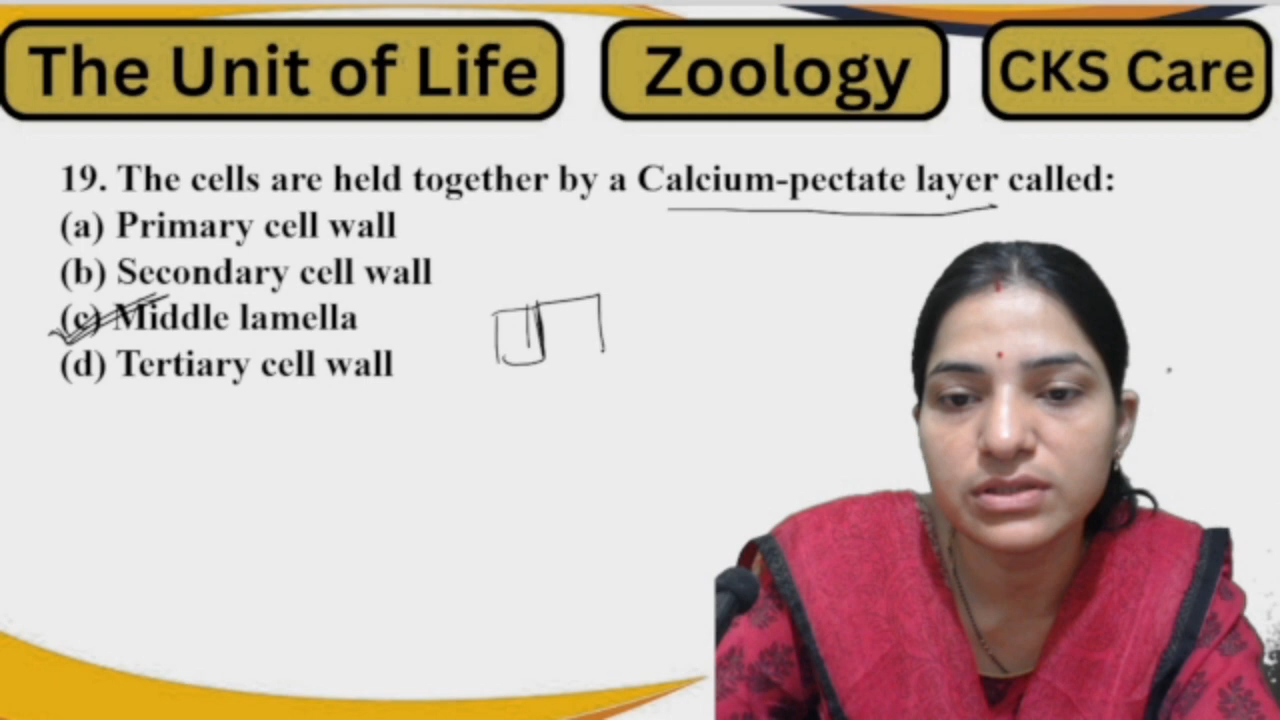 The Unit of Life
Zoology
CKS Care
19. The cells are held together by a Calcium-pectate layer called:
(a) Primary cell wall
(b) Secondary cell wall
(c) Middle lamella
(d) Tertiary cell wall